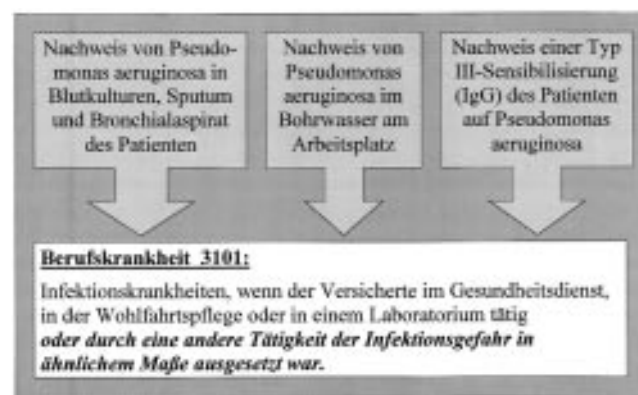 Nachweis von Pseudo-
monas aeruginosa in
Blutkulturen, Sputum
und Bronchialaspirat
des Patienten
Nachweis von
Pseudomonas
aeruginosa im
Bohrwasser am
Arbeitsplatz
Nachweis einer Typ
III-Sensibilisierung
(IgG) des Patienten
auf Pseudomonas
aeruginosa
Berufskrankheit 3101:
Infektionskrankheiten, wenn der Versicherte im Gesundheitsdienst,
in der Wohlfahrtspflege oder in einem Laboratorium tätig
oder durch eine andere Tätigkeit der Infektionsgefahr in
ähnlichem Maße ausgesetzt war.